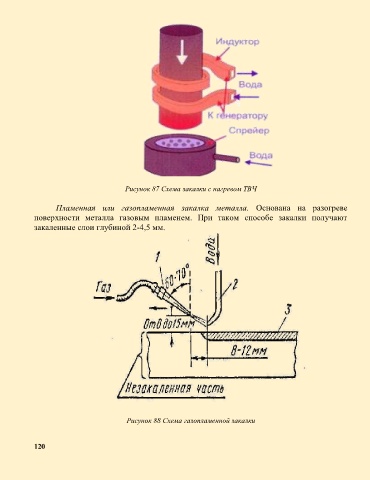 Индуктор
Вода
К генератору
Спрейер
Вода
Рисунок 87 Схема закалки с нагревом ТВЧ
Пламенная или газопламенная закалка металла. Основана на разогреве
поверхности металла газовым пламенем. При таком способе закалки получают
закаленные слои глубиной 2-4,5 мм.
Вода
1
60-70°
Газ
2
3
От 8 до 15мм
8-12мм
Незакаленная часть
Рисунок 88 Схема газопламенной закалки
120